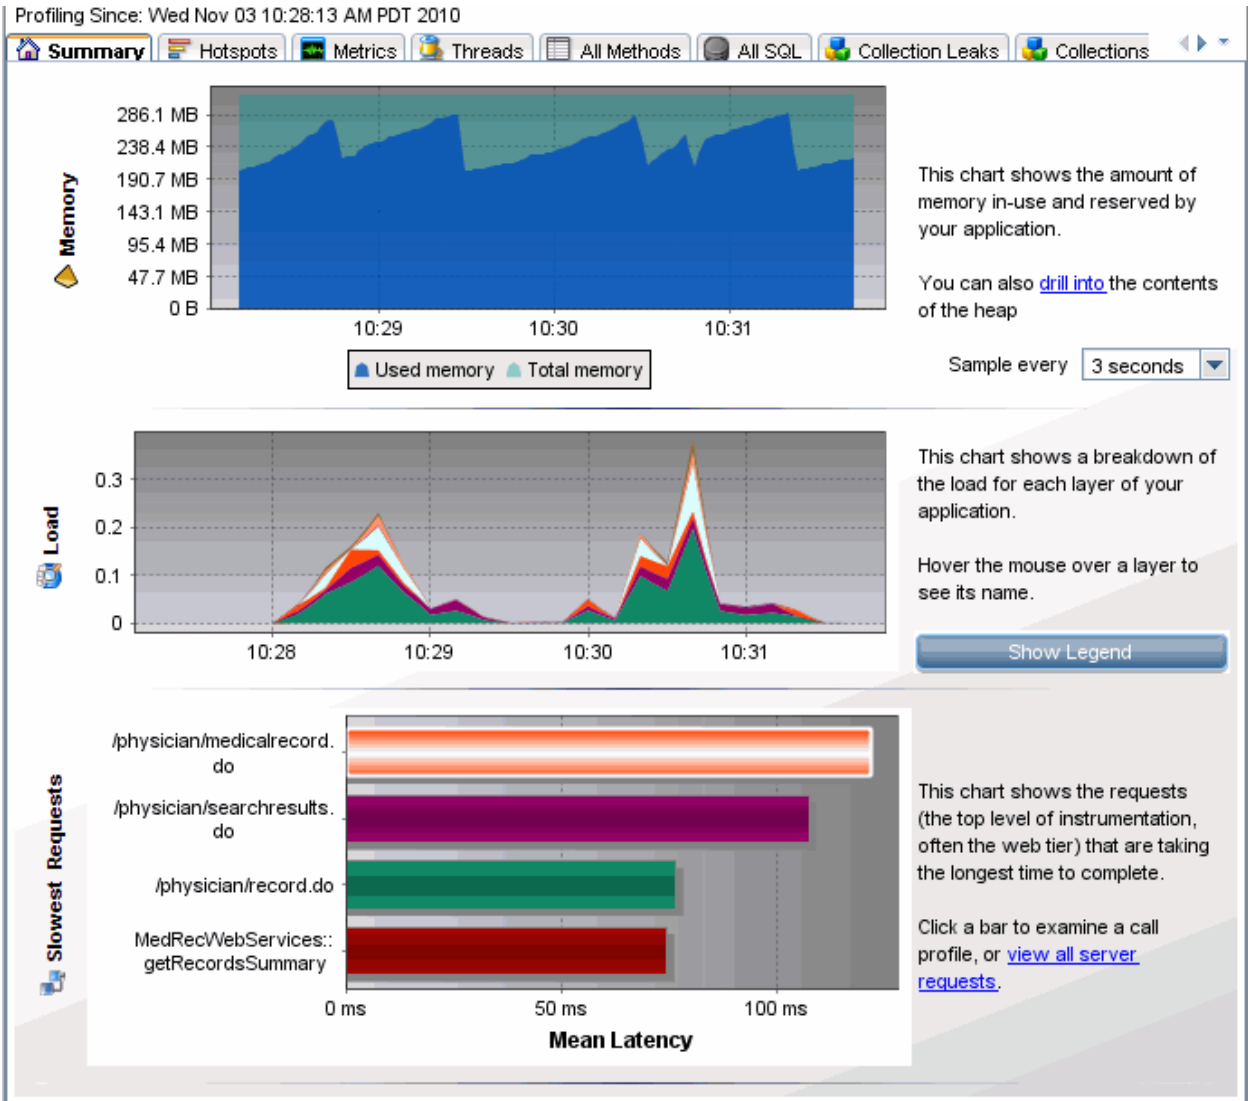 Profiling Since: Wed Nov 03 10:28:13 AM PDT 2010
Summary Hotspots Metrics Threads All Methods All SQL Collection Leaks Collections
Memory
286.1 MB
238.4 MB
190.7 MB
143.1 MB
95.4 MB
47.7 MB
0 B
10:29 10:30 10:31
Used memory Total memory
This chart shows the amount of
memory in-use and reserved by
your application.
You can also drill into the contents
of the heap
Sample every 3 seconds
Load
0.3
0.2
0.1
0
10:28 10:29 10:30 10:31
This chart shows a breakdown of
the load for each layer of your
application.
Hover the mouse over a layer to
see its name.
Show Legend
Slowest Requests
/physician/medicalrecord.
do
/physician/searchresults.
do
/physician/record.do
MedRecWebServices::
getRecordsSummary
0 ms 50 ms 100 ms
Mean Latency
This chart shows the requests
(the top level of instrumentation,
often the web tier) that are taking
the longest time to complete.
Click a bar to examine a call
profile, or view all server
requests.